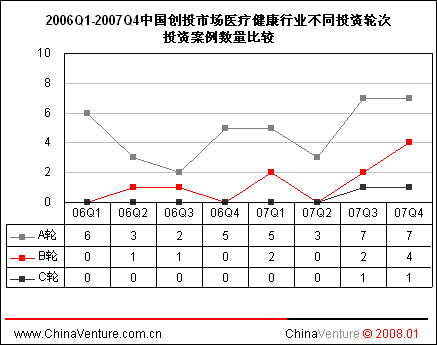 2006Q1-2007Q4中国创投市场医疗健康行业不同投资轮次
投资案例数量比较
10
8
6
4
2
0
06Q1 06Q2 06Q3 06Q4 07Q1 07Q2 07Q3 07Q4
A轮 6 3 2 5 5 3 7 7
B轮 0 1 1 0 2 0 2 4
C轮 0 0 0 0 0 0 1 1
www.ChinaVenture.com.cn ChinaVenture © 2008.01